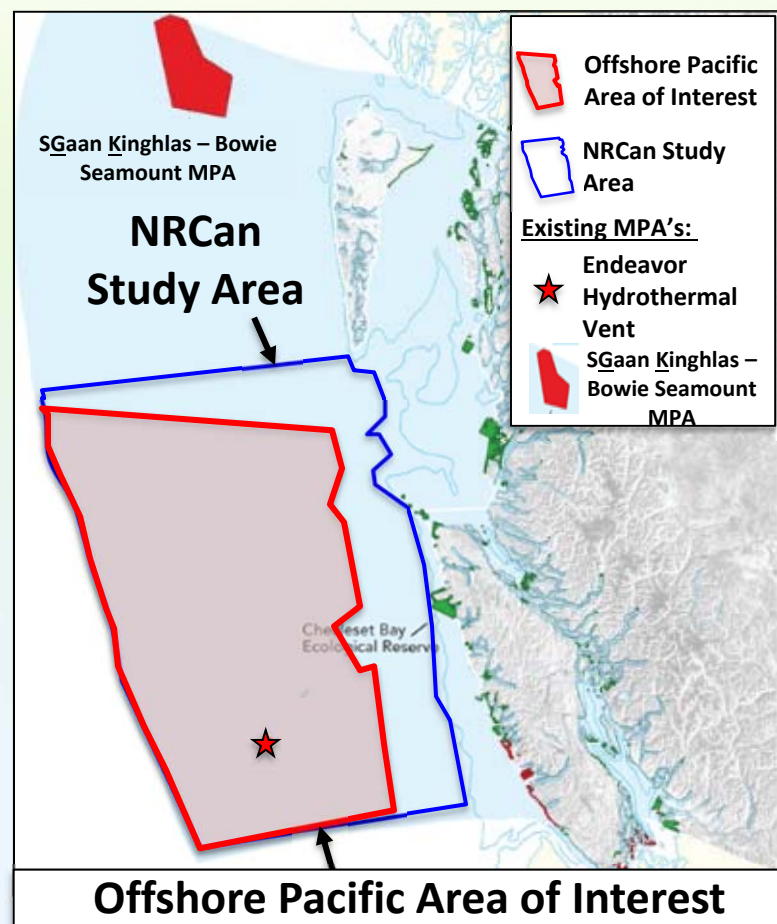 SGaan Kinghlas – Bowie
Seamount MPA
NRCan
Study Area
Offshore Pacific
Area of Interest
NRCan Study
Area
Existing MPA's:
Endeavor
Hydrothermal
Vent
SGaan Kinghlas –
Bowie Seamount
MPA
Bay
Ecological Reserve
Offshore Pacific Area of Interest